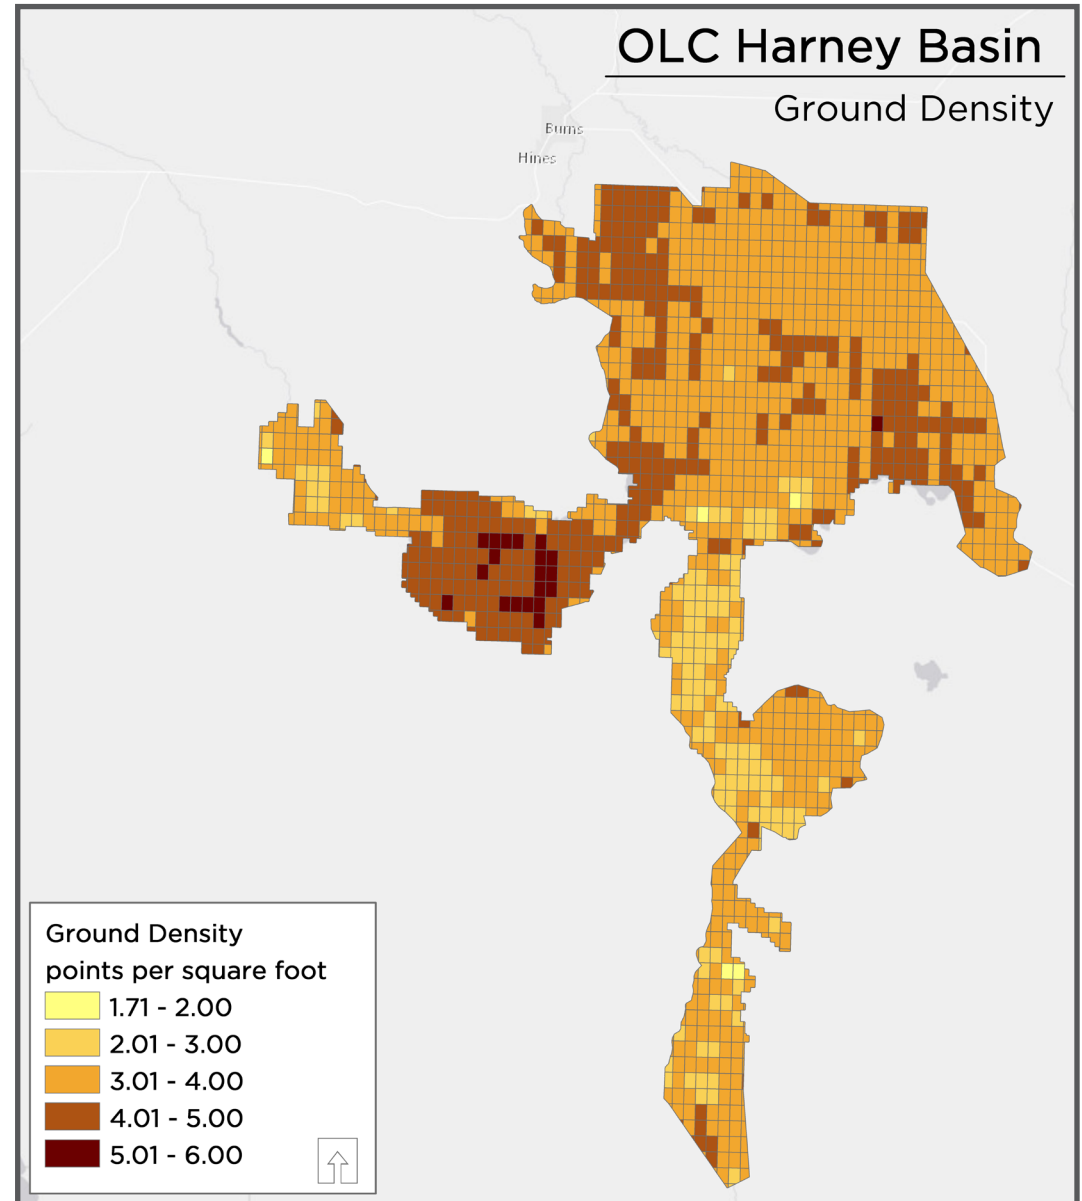 OLC Harney Basin
Ground Density
Burns
Hines
Ground Density
points per square foot
1.71 - 2.00
2.01 - 3.00
3.01 - 4.00
4.01 - 5.00
5.01 - 6.00